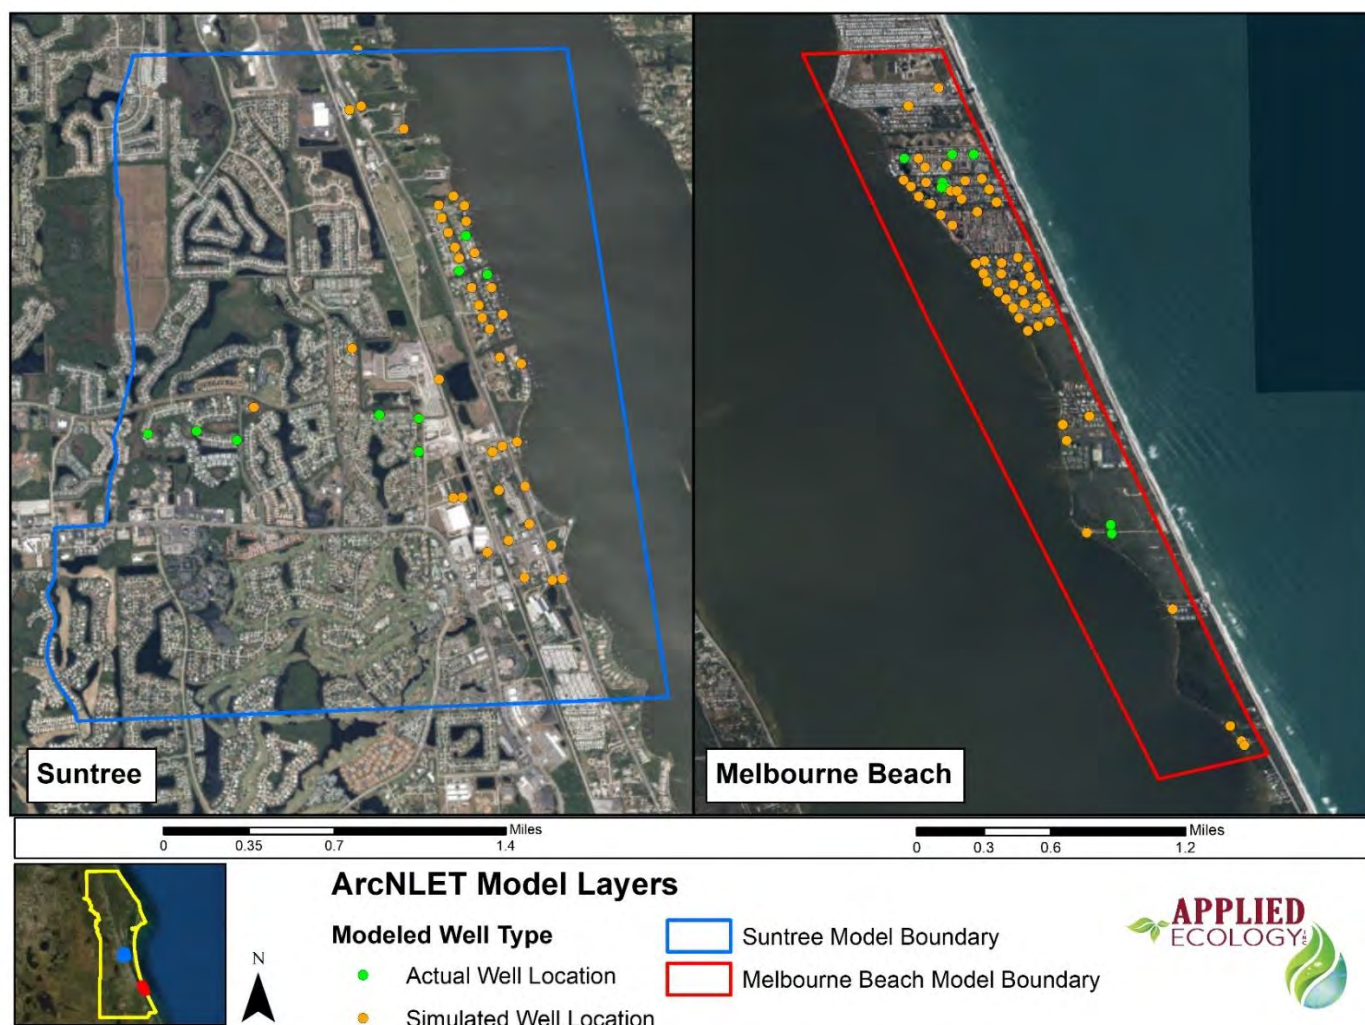 Suntree
Melbourne Beach
Miles
0 0.35 0.7 1.4
Miles
0 0.3 0.6 1.2
ArcNLET Model Layers
Modeled Well Type
Actual Well Location
Simulated Well Location
Suntree Model Boundary
Melbourne Beach Model Boundary
N
APPLIED
ECOLOGY INC